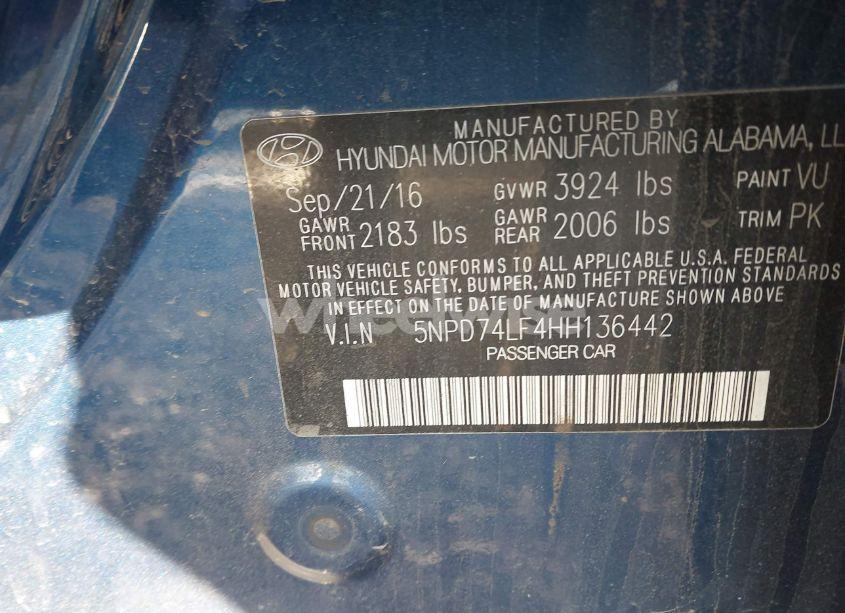 MANUFACTURED BY
HYUNDAI MOTOR MANUFACTURING ALABAMA, LL
Sep/21/16 GVWR 3924 lbs PAINT VU
GAWR FRONT 2183 lbs GAWR REAR 2006 lbs TRIM PK
THIS VEHICLE CONFORMS TO ALL APPLICABLE U.S.A. FEDERAL
MOTOR VEHICLE SAFETY, BUMPER, AND THEFT PREVENTION STANDARDS
IN EFFECT ON THE DATE OF MANUFACTURE SHOWN ABOVE
V.I.N 5NPD74LF4HH136442
PASSENGER CAR